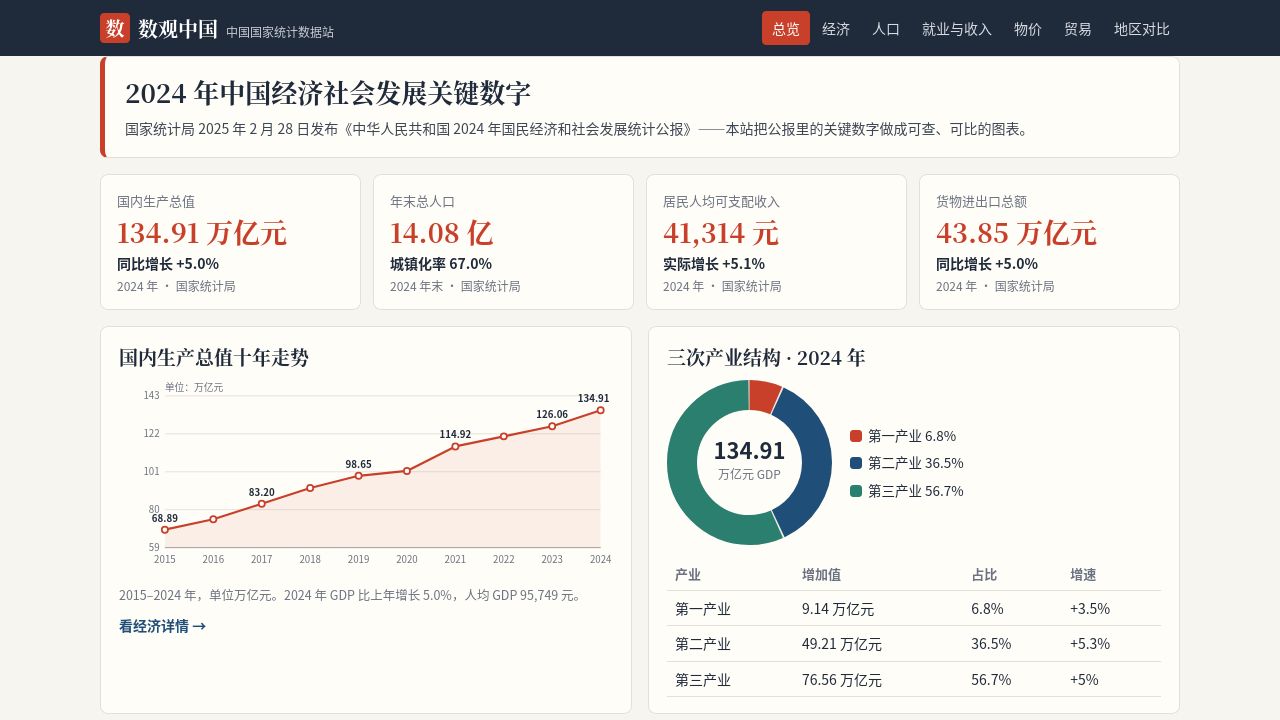 数 数观中国 中国国家统计数据站 总览 经济 人口 就业与收入 物价 贸易 地区对比
2024 年中国经济社会发展关键数字
国家统计局 2025 年 2 月 28 日发布《中华人民共和国 2024 年国民经济和社会发展统计公报》——本站把公报里的关键数字做成可查、可比的图表。
国内生产总值
134.91 万亿元
同比增长 +5.0%
2024 年 · 国家统计局
年末总人口
14.08 亿
城镇化率 67.0%
2024 年末 · 国家统计局
居民人均可支配收入
41,314 元
实际增长 +5.1%
2024 年 · 国家统计局
货物进出口总额
43.85 万亿元
同比增长 +5.0%
2024 年 · 国家统计局
国内生产总值十年走势
单位：万亿元
143
122
101
80
59
68.89
83.20
98.65
114.92
126.06
134.91
2015 2016 2017 2018 2019 2020 2021 2022 2023 2024
2015–2024 年，单位万亿元。2024 年 GDP 比上年增长 5.0%，人均 GDP 95,749 元。
看经济详情 →
三次产业结构 · 2024 年
134.91
万亿元 GDP
第一产业 6.8%
第二产业 36.5%
第三产业 56.7%
产业 增加值 占比 增速
第一产业 9.14 万亿元 6.8% +3.5%
第二产业 49.21 万亿元 36.5% +5.3%
第三产业 76.56 万亿元 56.7% +5%